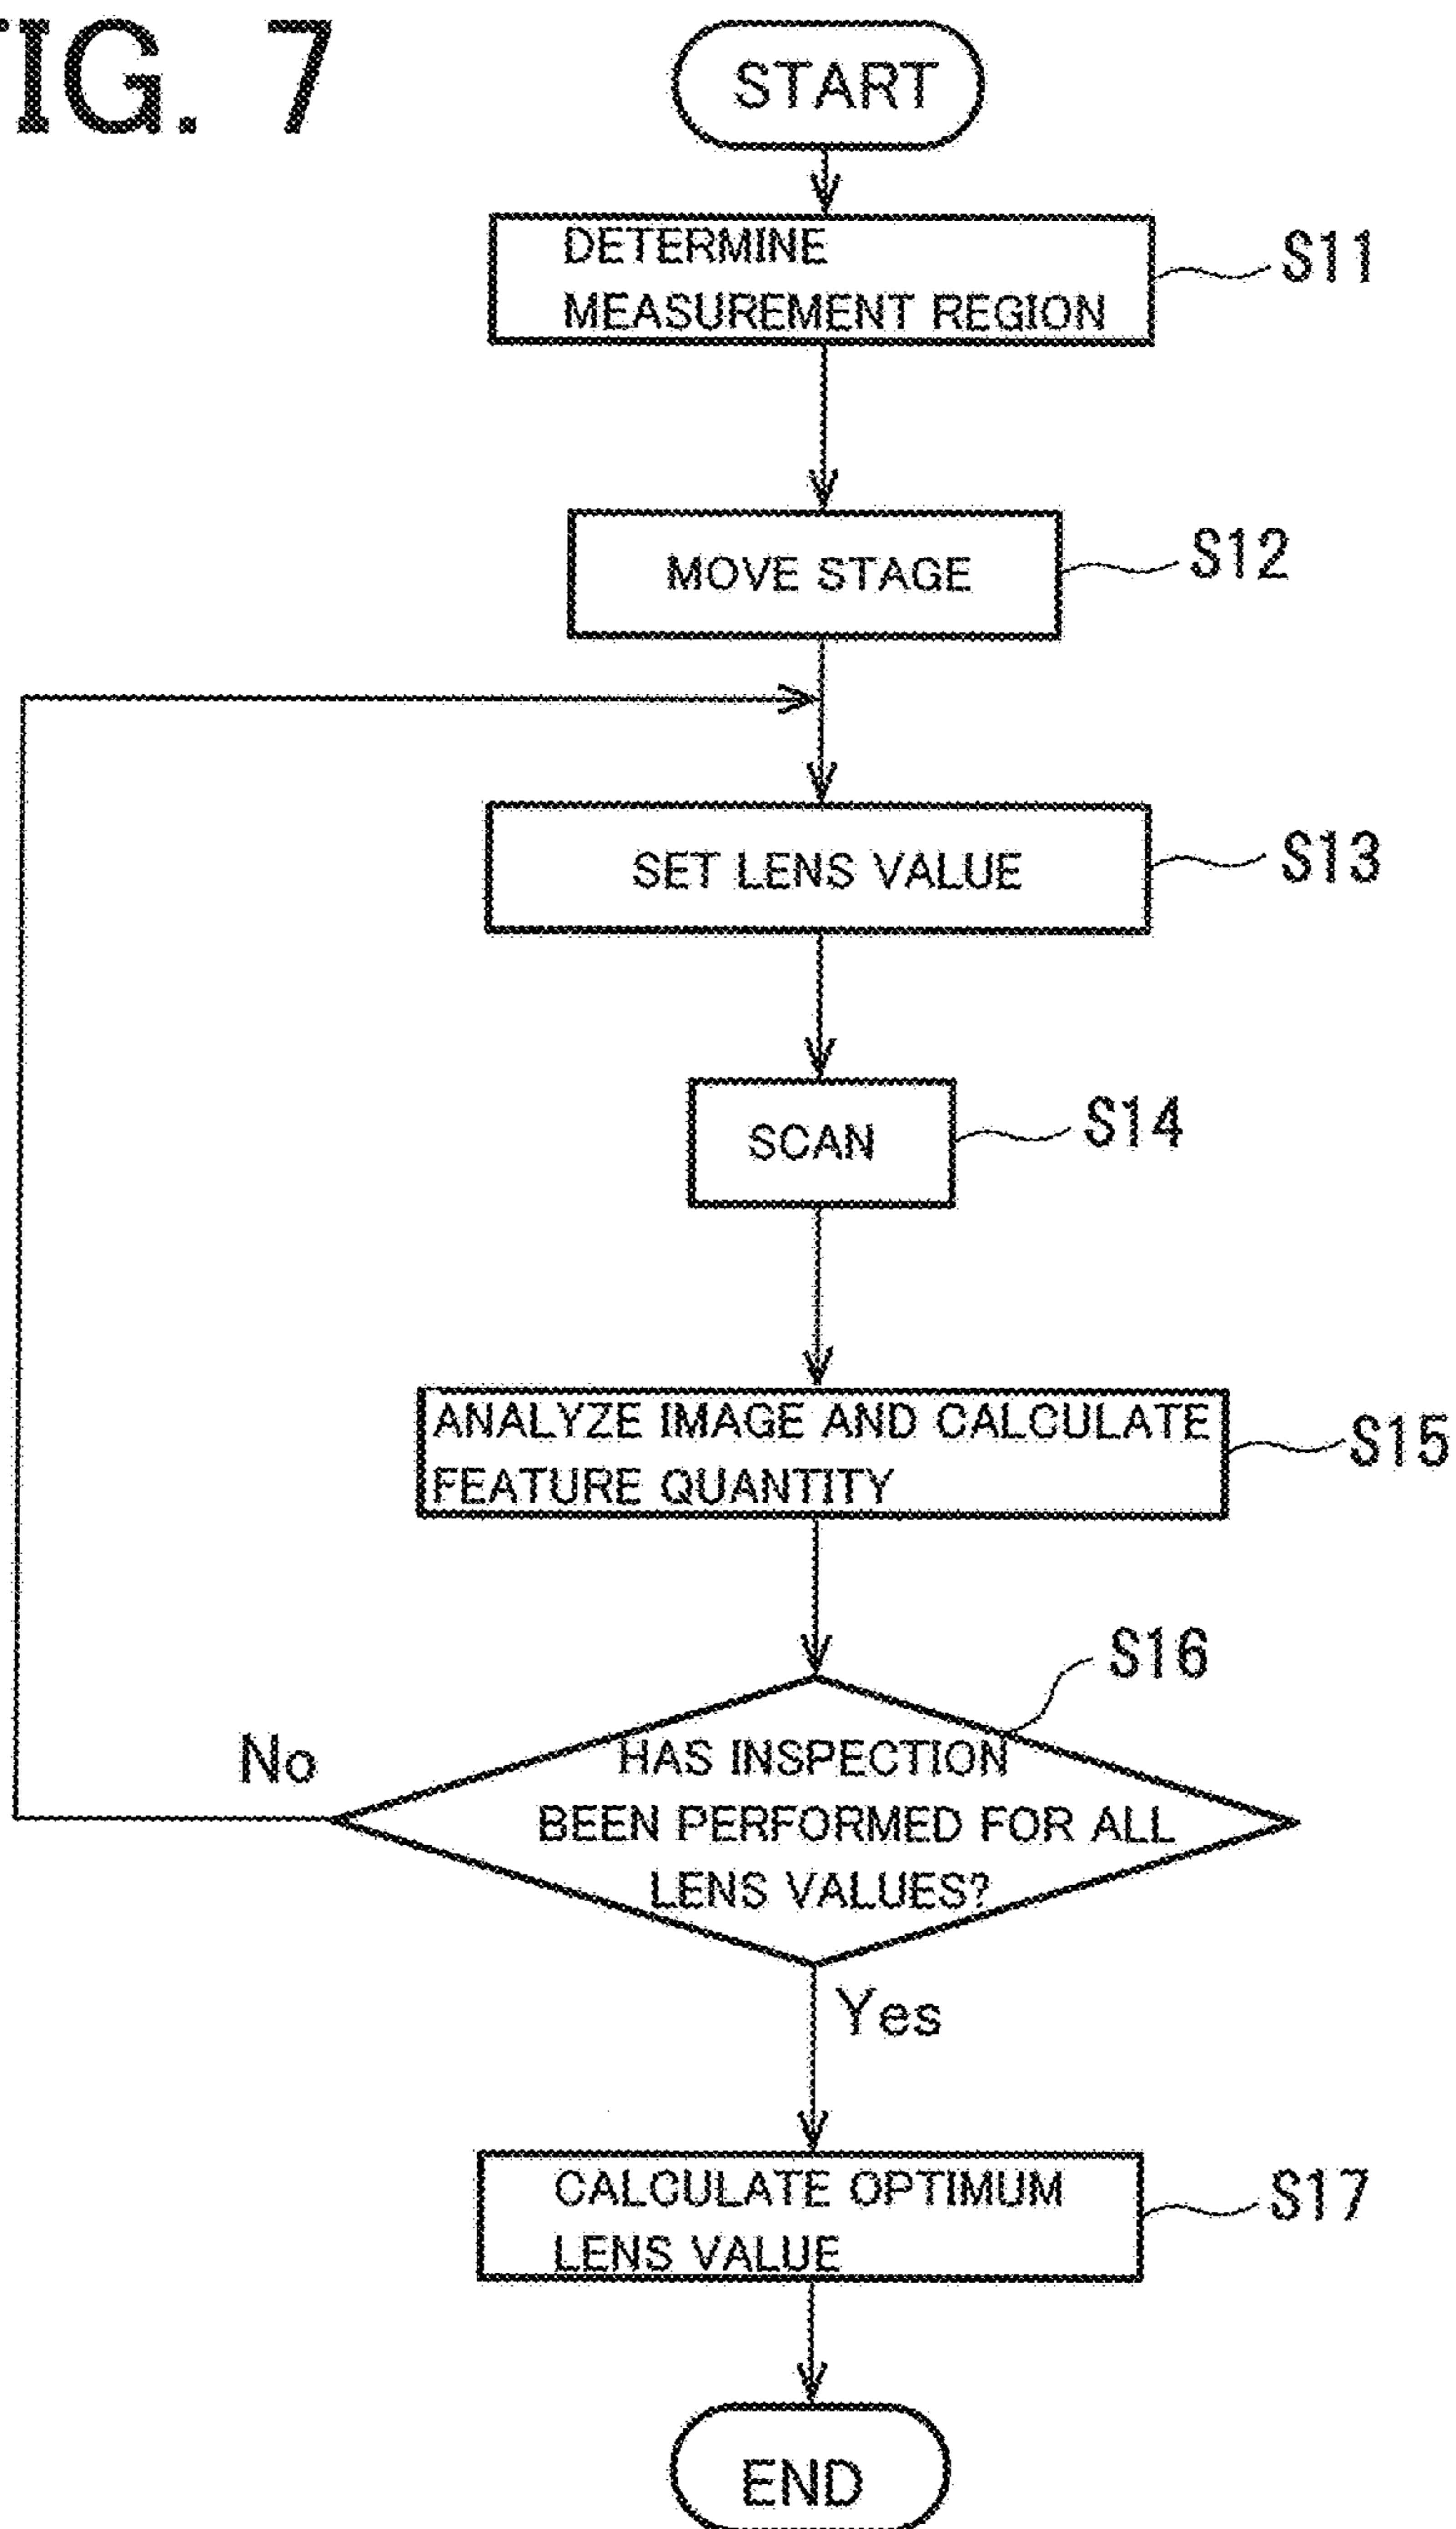 FIG. 7
START
DETERMINE
MEASUREMENT REGION
S11
MOVE STAGE
S12
SET LENS VALUE
S13
SCAN
S14
ANALYZE IMAGE AND CALCULATE
FEATURE QUANTITY
S15
S16
HAS INSPECTION
BEEN PERFORMED FOR ALL
LENS VALUES?
No
Yes
CALCULATE OPTIMUM
LENS VALUE
S17
END